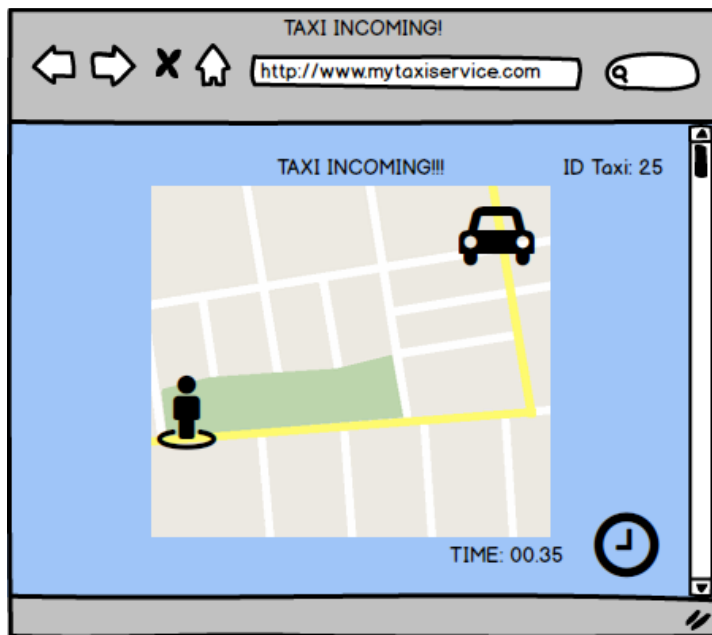 TAXI INCOMING!
http://www.mytaxiservice.com
TAXI INCOMING!!!
ID Taxi: 25
TIME: 00.35